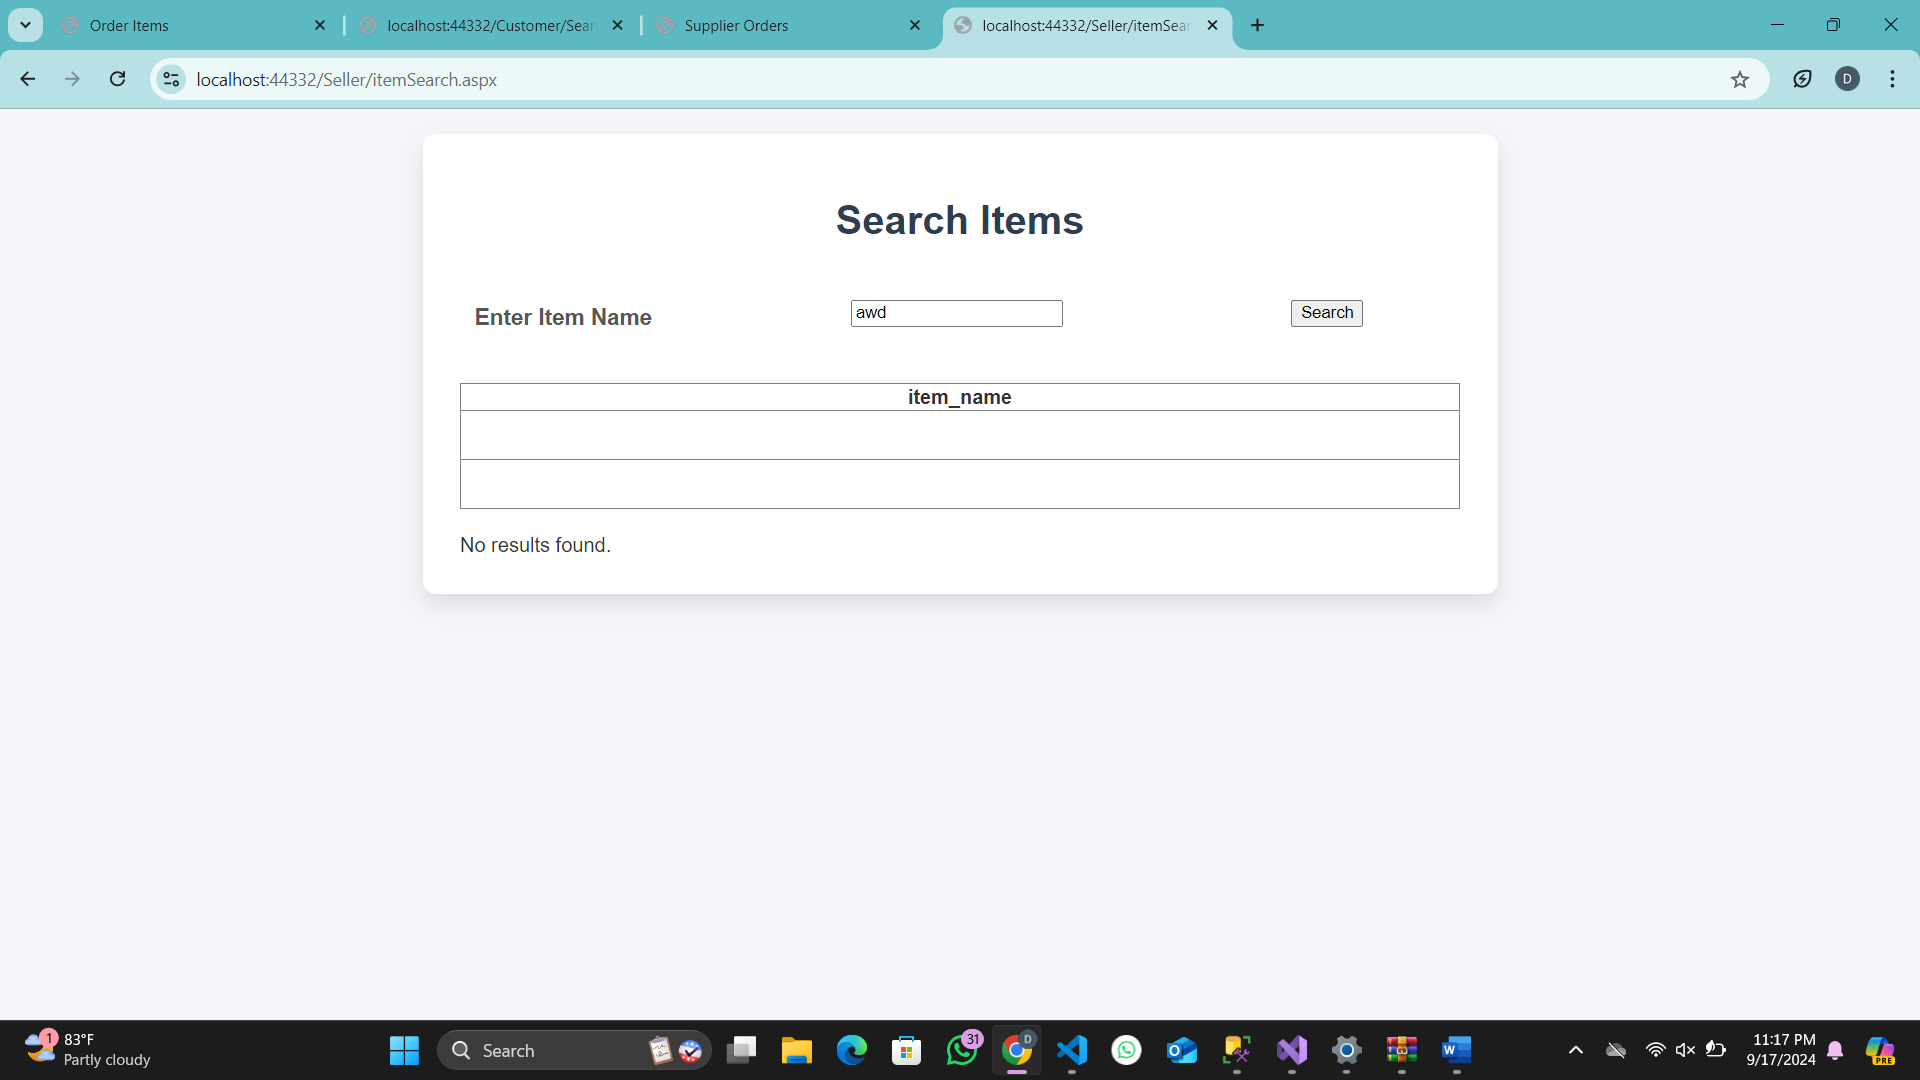 Order Items
localhost:44332/Customer/Sear
Supplier Orders
localhost:44332/Seller/itemSear
localhost:44332/Seller/itemSearch.aspx
D
Search Items
Enter Item Name
awd
Search
item_name
No results found.
1
83°F
Partly cloudy
Search
31
D
W
PRE
11:17 PM
9/17/2024